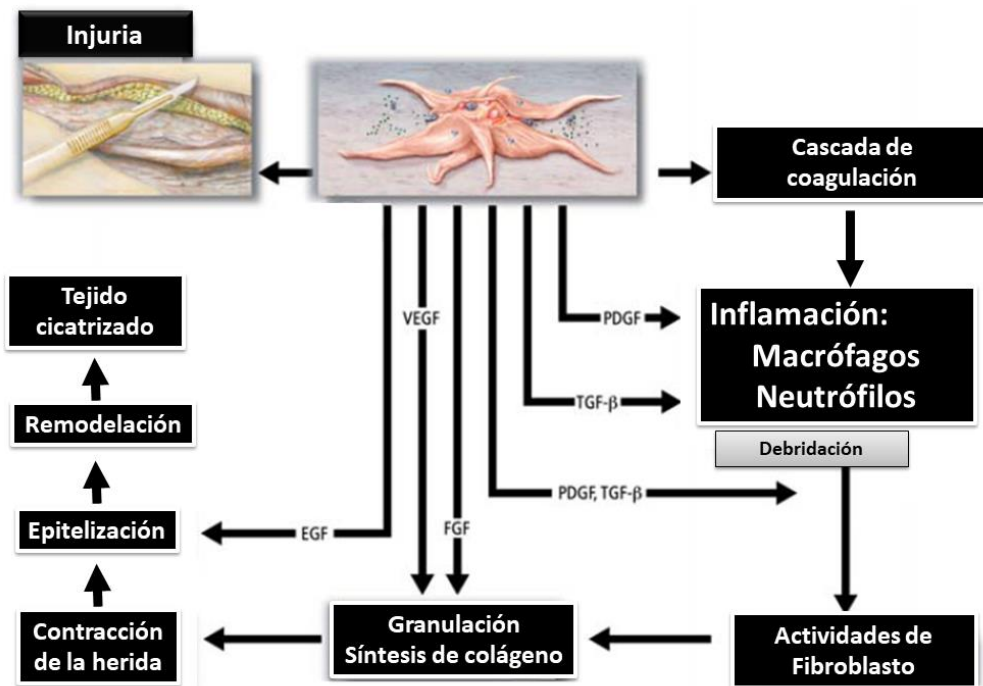 Injuria
Cascada de
coagulación
Tejido
cicatrizado
VEGF
PDGF
Inflamación:
Macrófagos
Neutrófilos
TGF-β
Remodelación
Debridación
PDGF, TGF-β
Epitelización
EGF
FGF
Contracción
de la herida
Granulación
Síntesis de colágeno
Actividades de
Fibroblasto